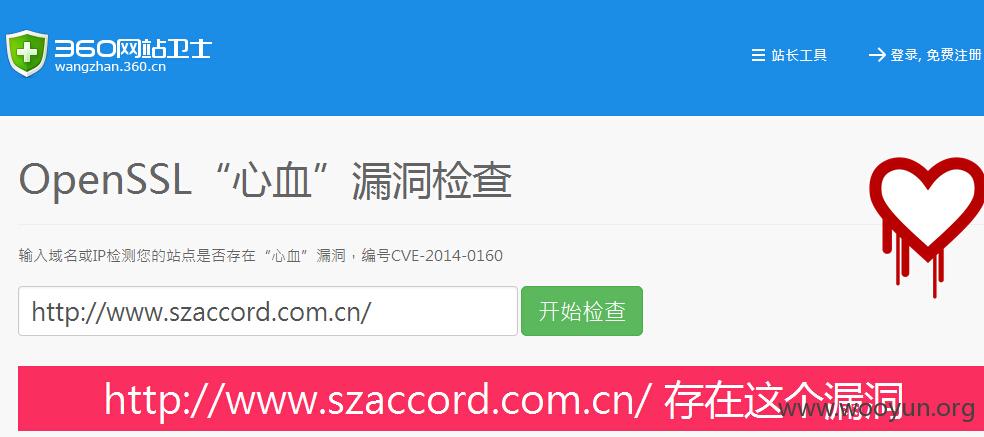 360网站卫士
wangzhan.360.cn
站长工具
登录, 免费注册
OpenSSL“心血”漏洞检查
输入域名或IP检测您的站点是否存在“心血”漏洞，编号CVE-2014-0160
http://www.szaccord.com.cn/
开始检查
http://www.szaccord.com.cn/ 存在这个漏洞
www.wooyun.org